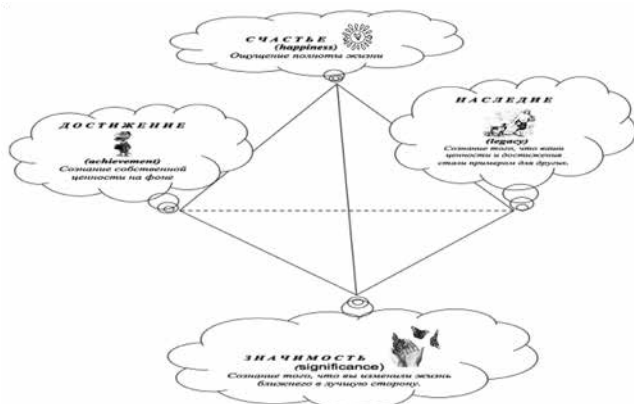 СЧАСТЬЕ
(happiness)
Ощущение полноты жизни
ДОСТИЖЕНИЕ
(achievement)
Сознание собственной
ценности на фоне
НАСЛЕДИЕ
(legacy)
Сознание того, что ваши
ценности и достижения
стали примером для других.
ЗНАЧИМОСТЬ
(significance)
Сознание того, что вы изменили жизнь
ближнего в лучшую сторону.